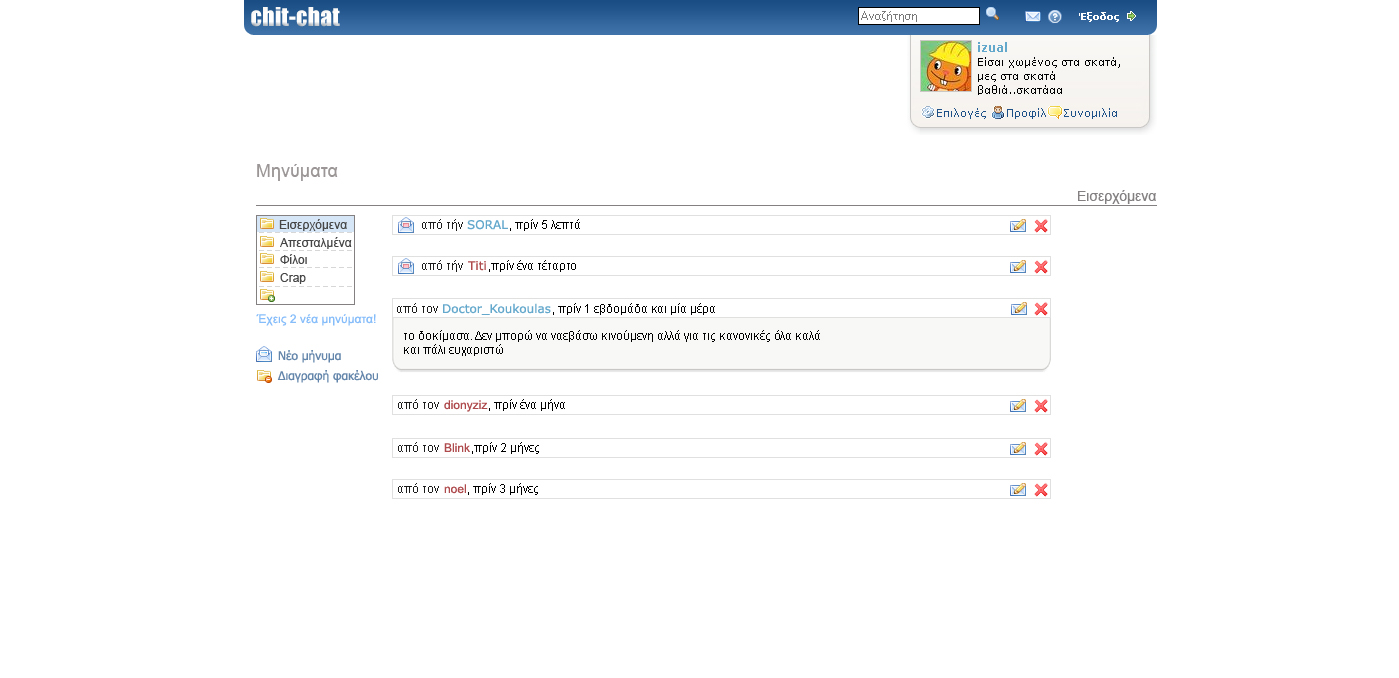 chit-chat
Αναζήτηση
Έξοδος
izual
Είσαι χωμένος στα σκατά,
μες στα σκατά
βαθιά..σκατάαα
Επιλογές Προφίλ Συνομιλία
Μηνύματα
Εισερχόμενα
Εισερχόμενα
Απεσταλμένα
Φίλοι
Crap
Έχεις 2 νέα μηνύματα!
Νέο μήνυμα
Διαγραφή φακέλου
από τήν SORAL, πρίν 5 λεπτά
από τήν Titi ,πρίν ένα τέταρτο
από τον Doctor_Koukoulas, πρίν 1 εβδομάδα και μία μέρα
το δοκίμασα. Δεν μπορώ να ναεβάσω κινούμενη αλλά για τις κανονικές όλα καλά
και πάλι ευχαριστώ
από τον dionyziz, πρίν ένα μήνα
από τον Blink,πρίν 2 μήνες
από τον noel, πρίν 3 μήνες